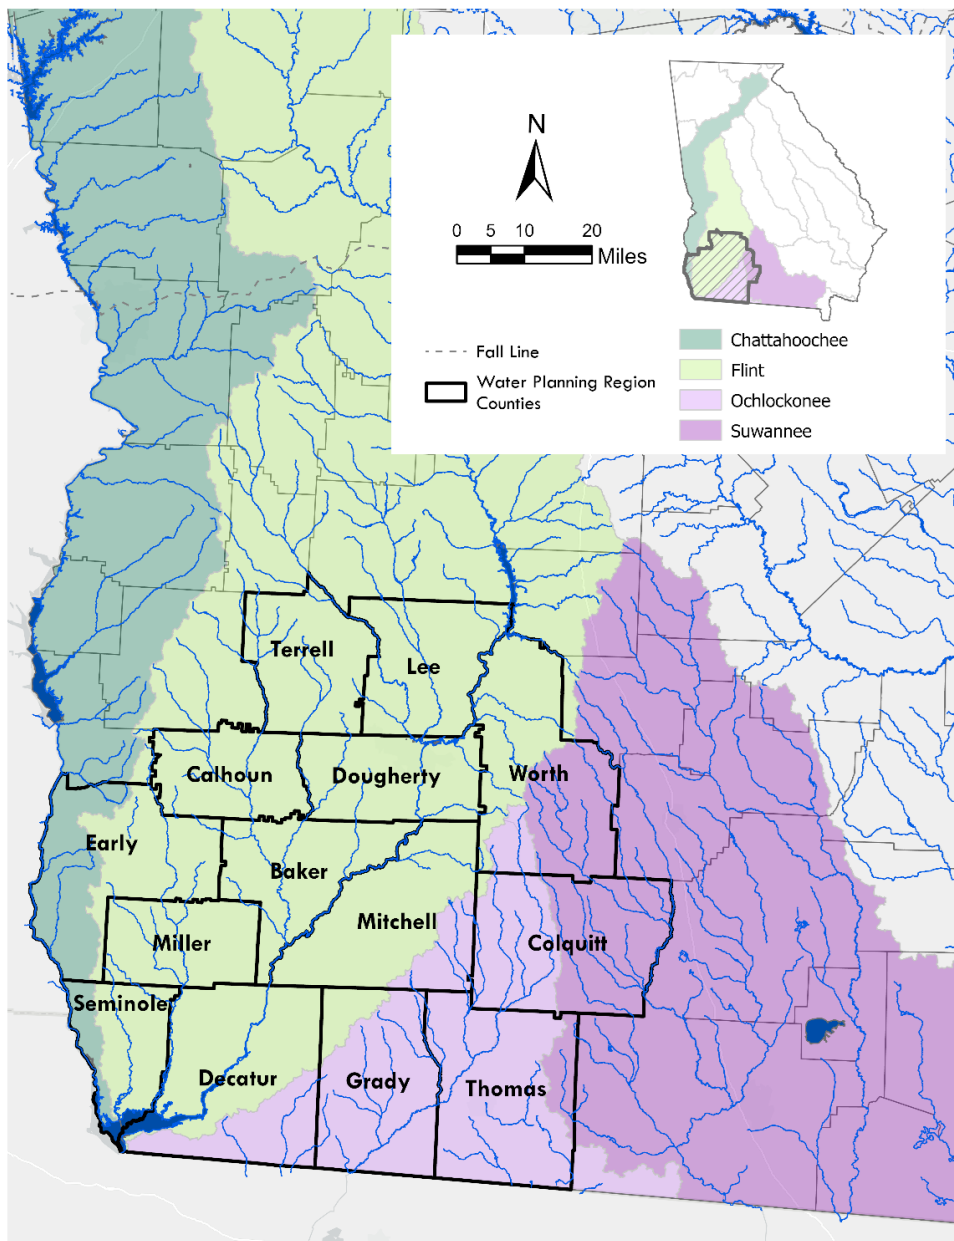 N
0 5 10 20
Miles
Fall Line
Water Planning Region
Counties
Chattahoochee
Flint
Ochlockonee
Suwannee
Terrell
Lee
Calhoun
Dougherty
Worth
Early
Baker
Mitchell
Miller
Colquitt
Seminole
Decatur
Grady
Thomas